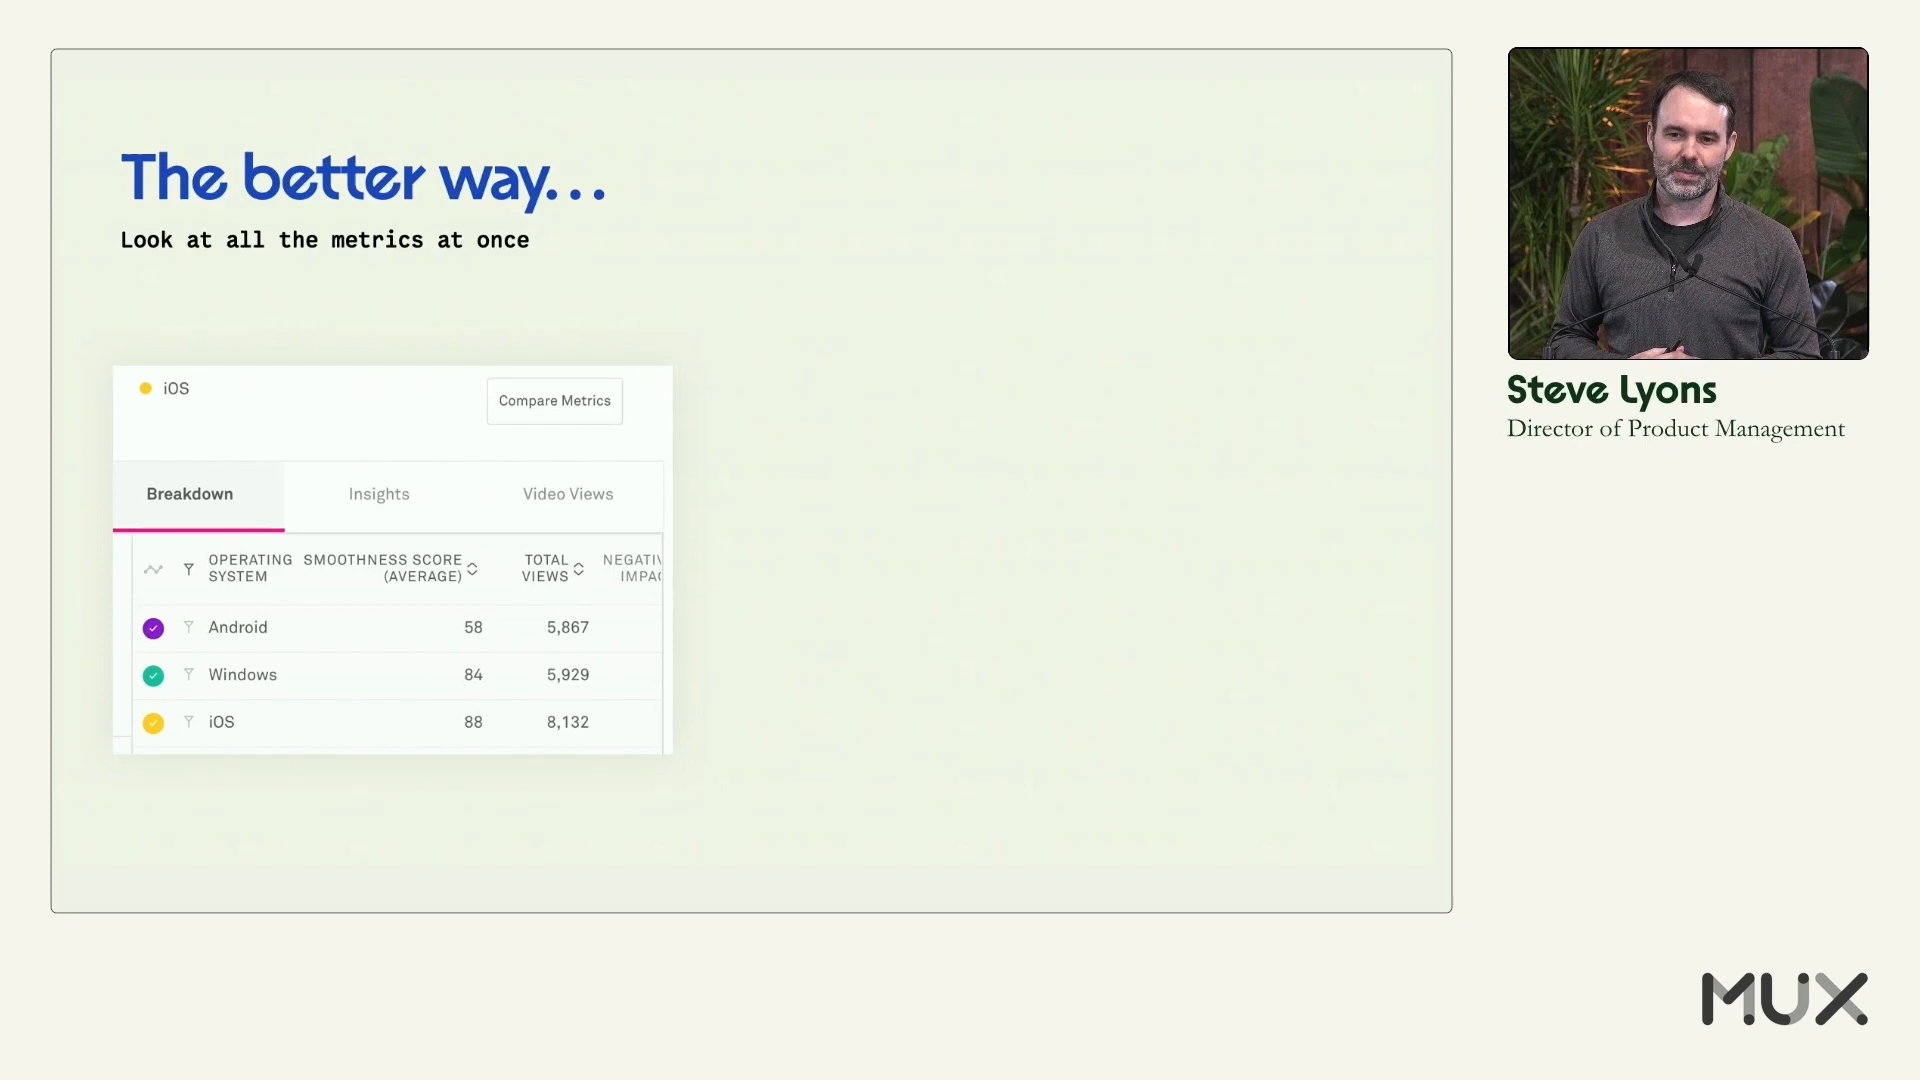 The better way...
Look at all the metrics at once
iOS
Compare Metrics
Breakdown Insights Video Views
OPERATING SYSTEM SMOOTHNESS SCORE (AVERAGE) TOTAL VIEWS
Android 58 5,867
Windows 84 5,929
iOS 88 8,132
Steve Lyons
Director of Product Management
MUX